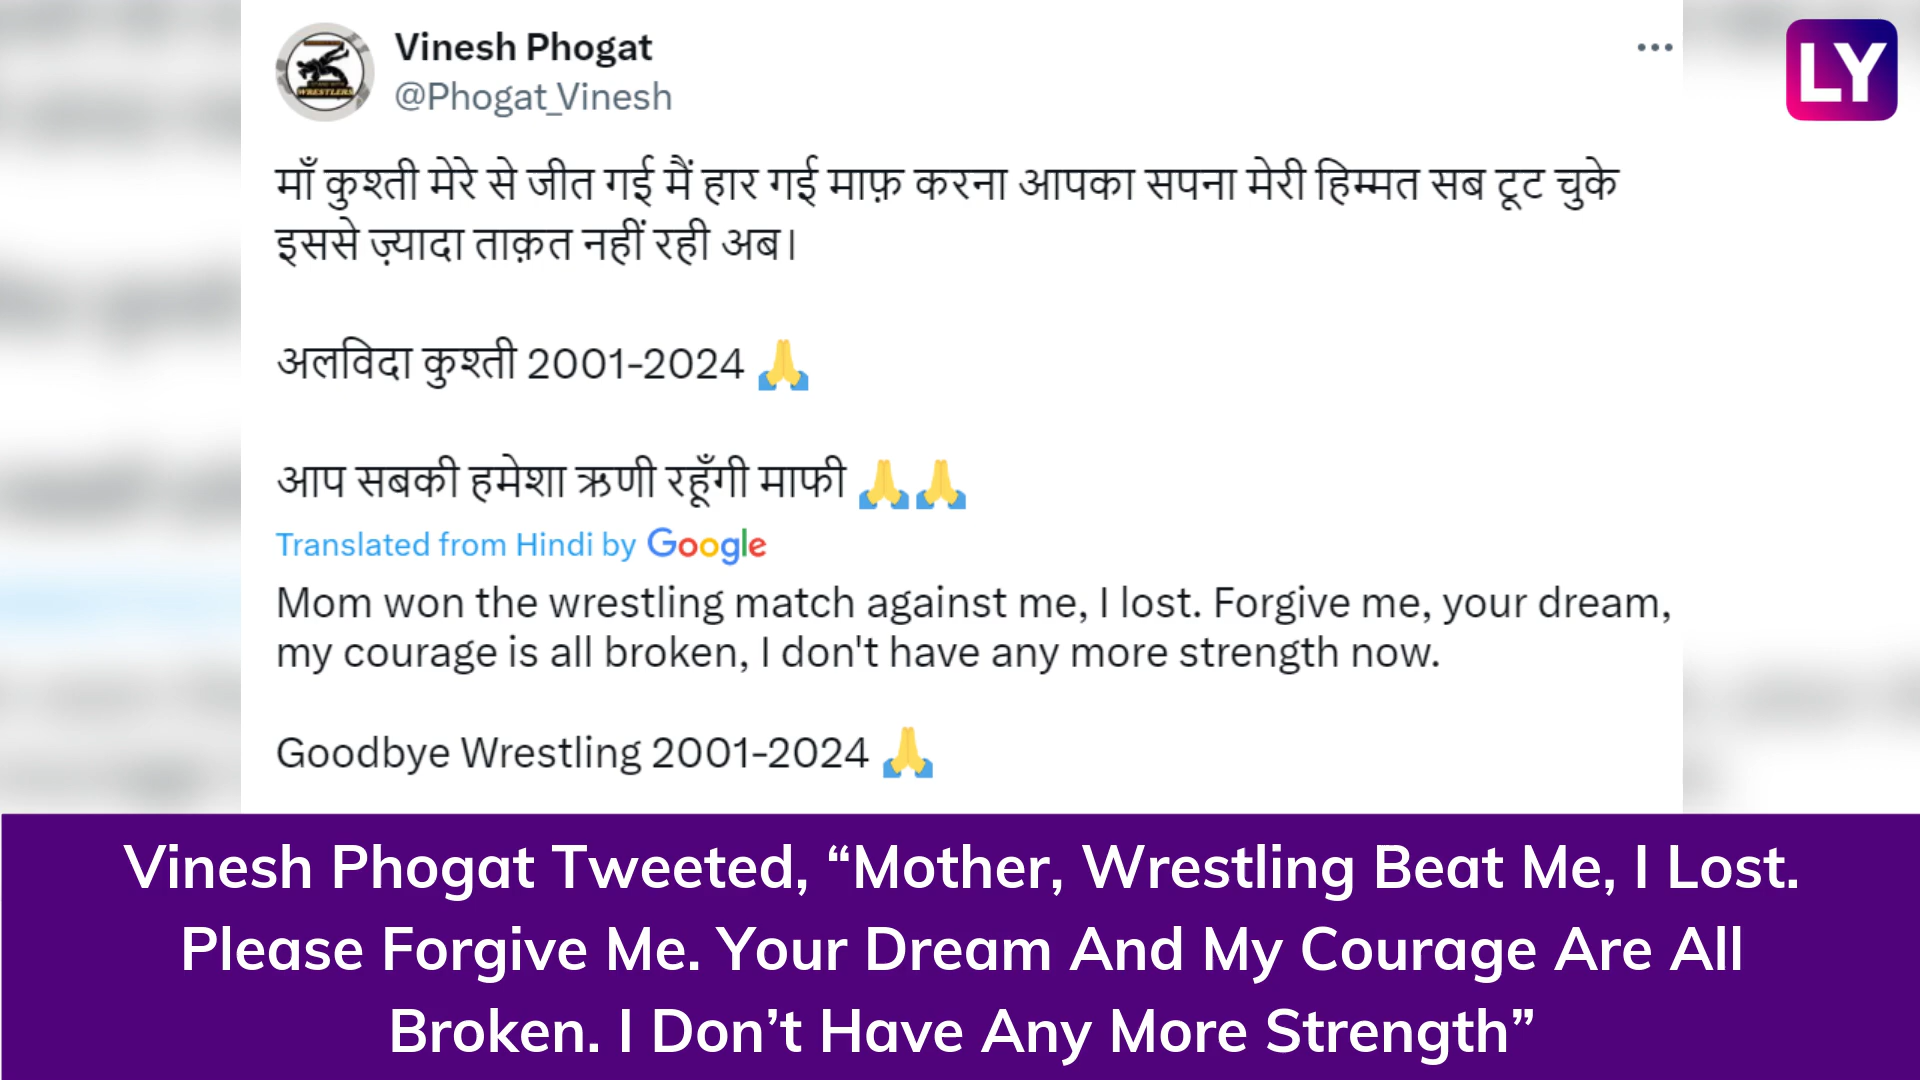 Vinesh Phogat
@Phogat_Vinesh
LY
WRESTLERS
माँ कुश्ती मेरे से जीत गई मैं हार गई माफ़ करना आपका सपना मेरी हिम्मत सब टूट चुके
इससे ज़्यादा ताक़त नहीं रही अब।
अलविदा कुश्ती 2001-2024 🙏
आप सबकी हमेशा ऋणी रहूँगी माफी 🙏🙏
Translated from Hindi by Google
Mom won the wrestling match against me, I lost. Forgive me, your dream,
my courage is all broken, I don't have any more strength now.
Goodbye Wrestling 2001-2024 🙏
Vinesh Phogat Tweeted, “Mother, Wrestling Beat Me, I Lost.
Please Forgive Me. Your Dream And My Courage Are All
Broken. I Don’t Have Any More Strength”